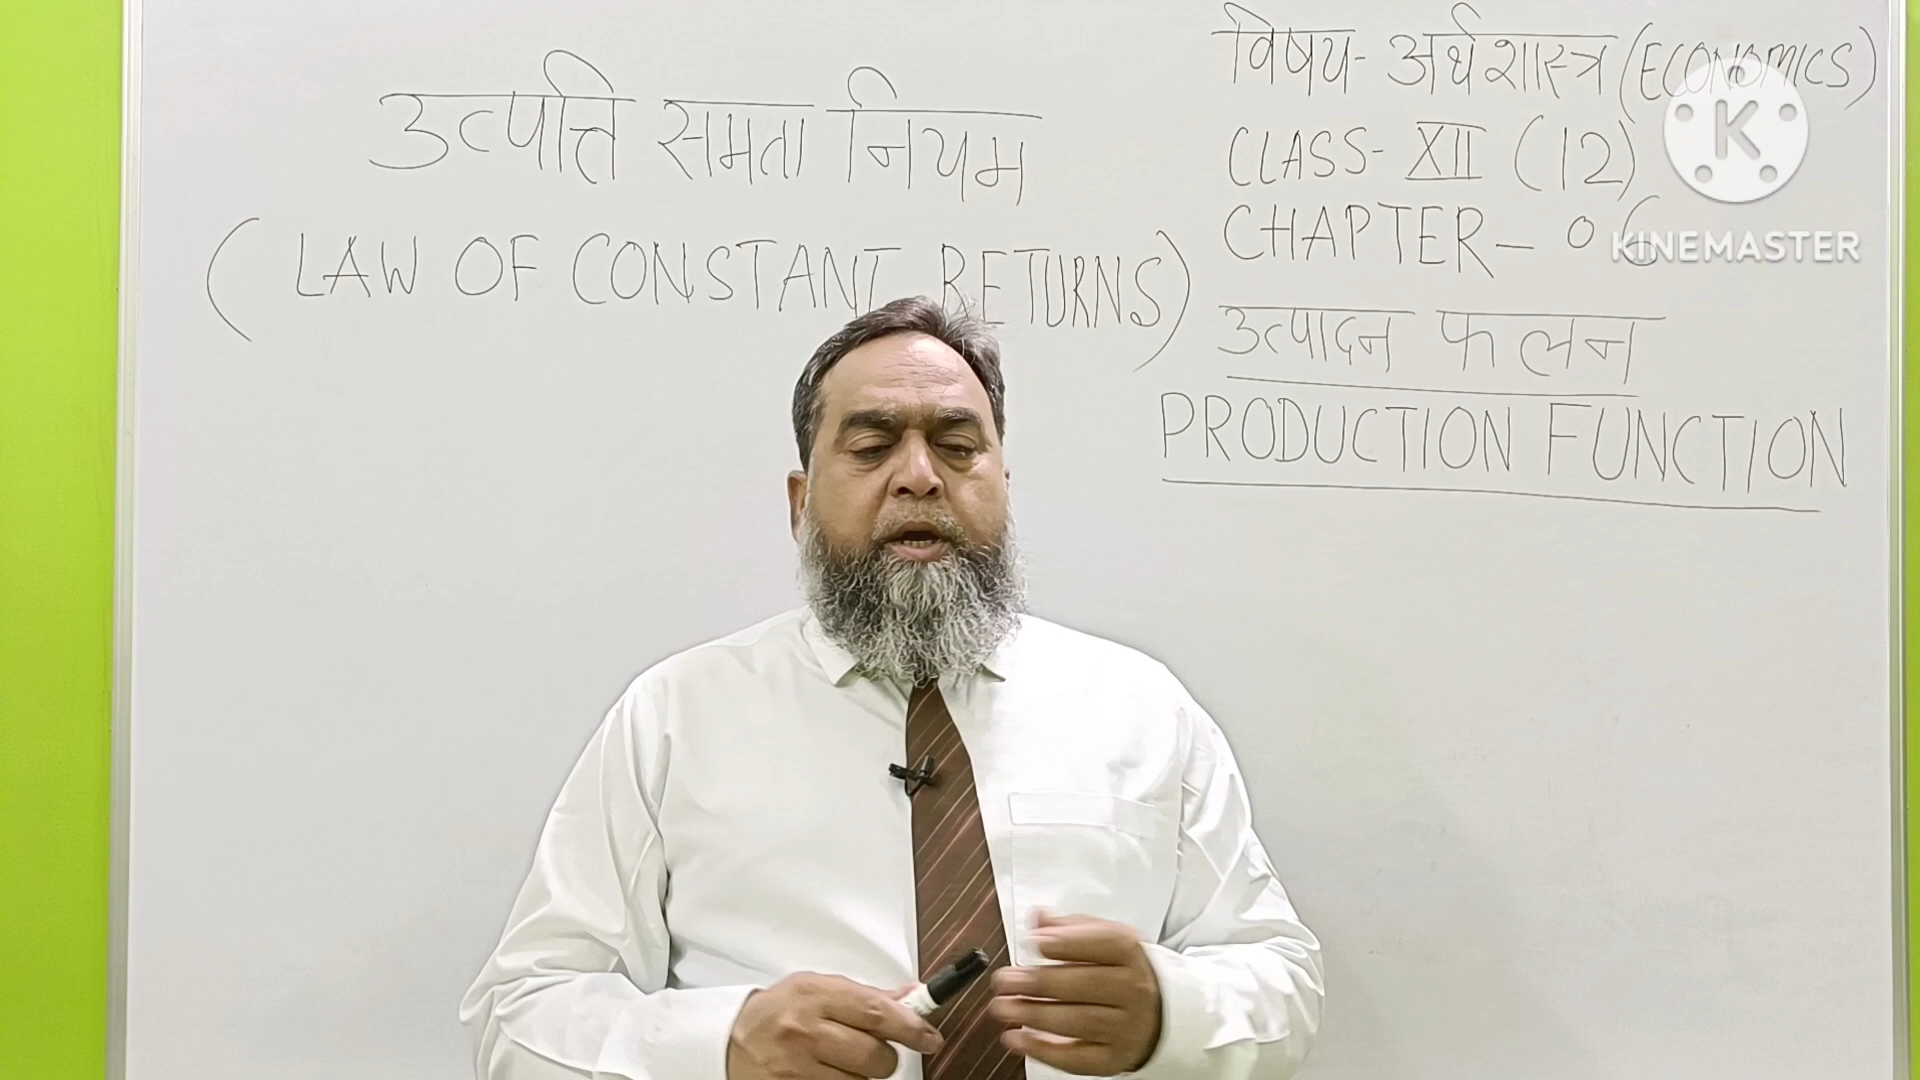 उत्पत्ति समता नियम
(LAW OF CONSTANT RETURNS)
विषय- अर्थशास्त्र (ECONOMICS)
CLASS- XII (12)
CHAPTER- 06
उत्पादन फलन
PRODUCTION FUNCTION
K
KINEMASTER